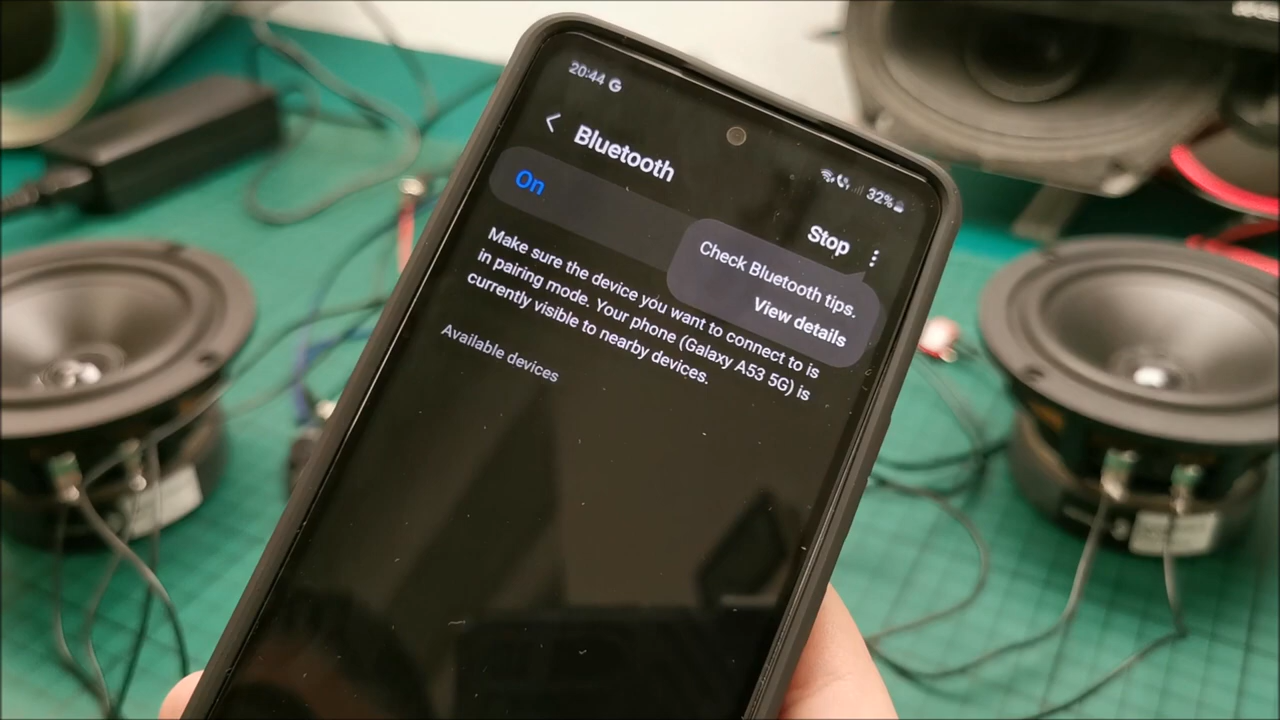 20:44 G
32%
Bluetooth
On
Stop
Check Bluetooth tips.
View details
Make sure the device you want to connect to is
in pairing mode. Your phone (Galaxy A53 5G) is
currently visible to nearby devices.
Available devices